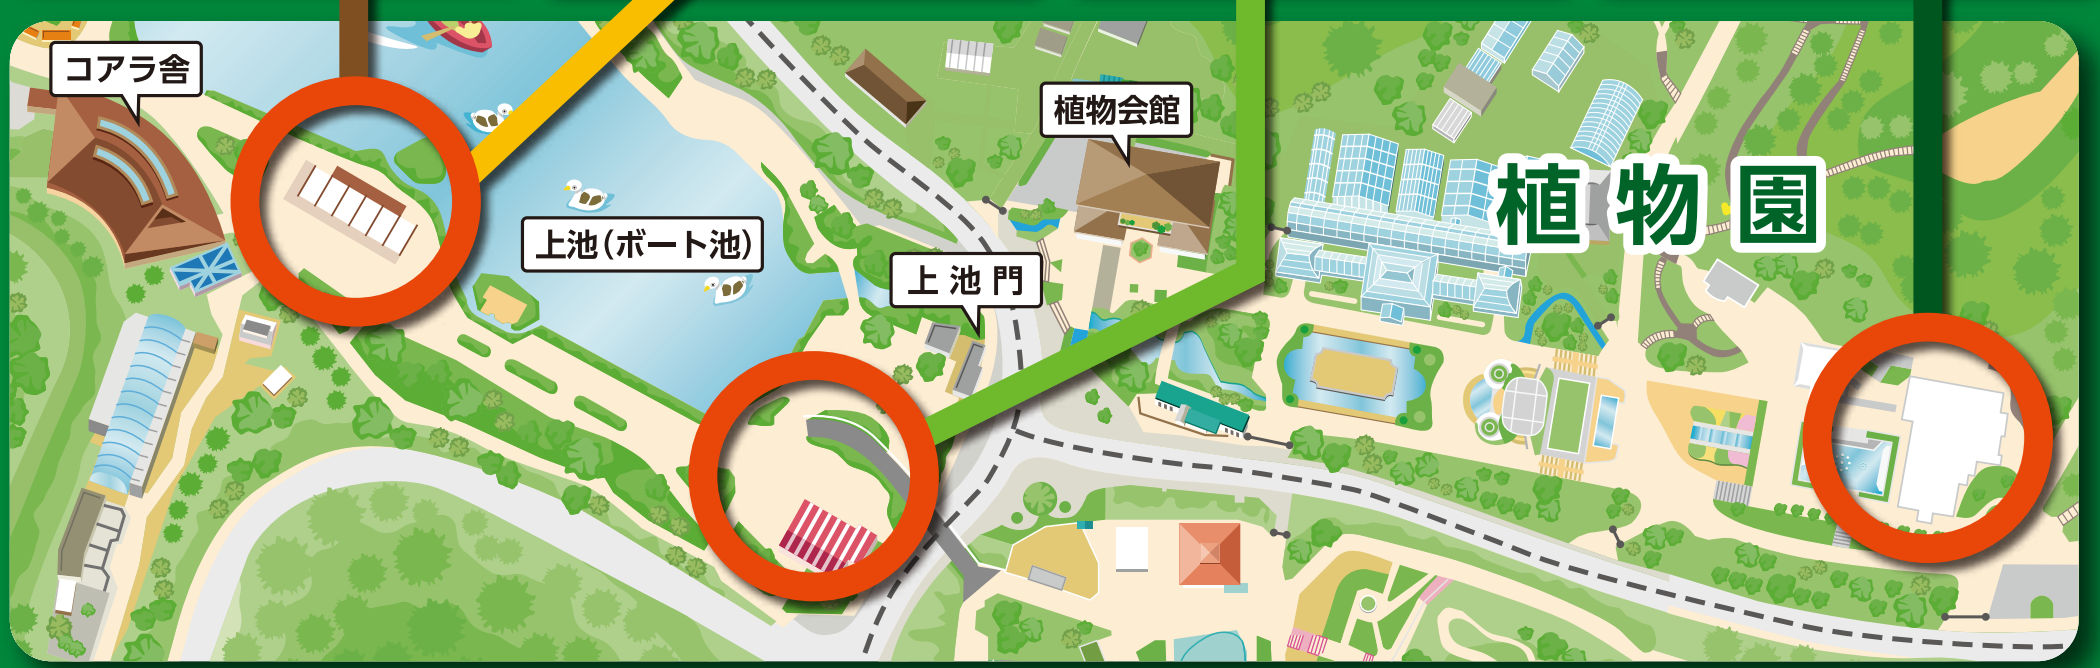 コアラ舎
植物会館
植物園
上池(ボート池)
上池門